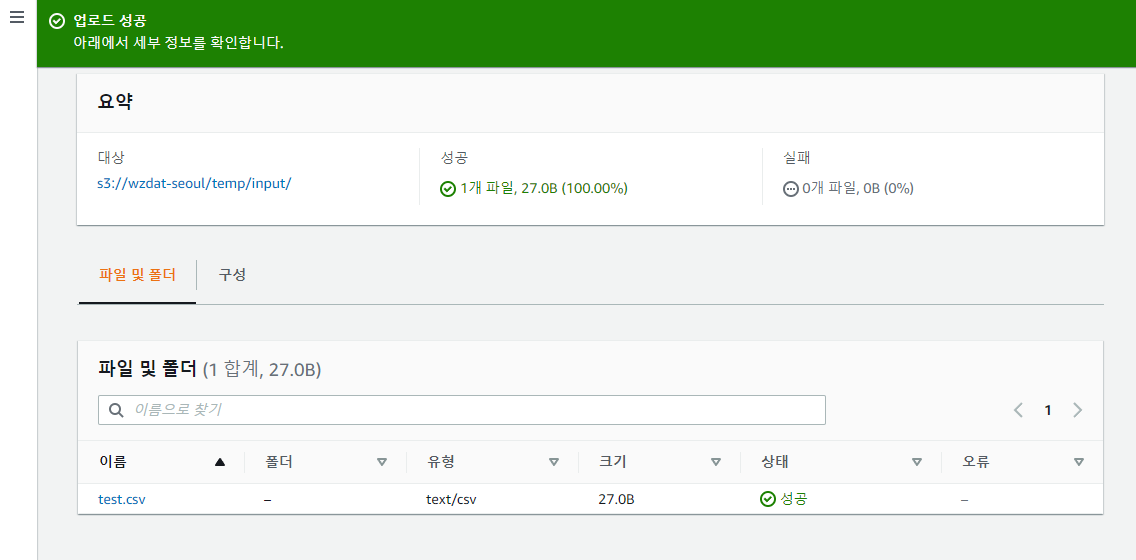 업로드 성공
아래에서 세부 정보를 확인합니다.
요약
대상 성공 실패
s3://wzdat-seoul/temp/input/ 1개 파일, 27.0B (100.00%) 0개 파일, 0B (0%)
파일 및 폴더 구성
파일 및 폴더 (1 합계, 27.0B)
이름으로 찾기 1
이름 폴더 유형 크기 상태 오류
test.csv – text/csv 27.0B 성공 –